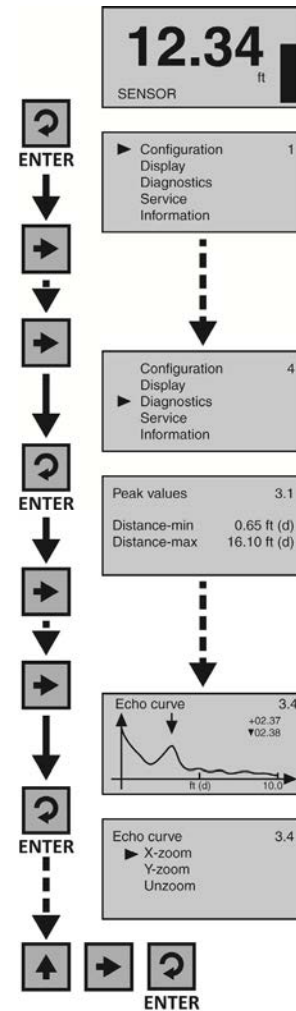 12.34
ft
SENSOR
ENTER
Configuration 1
Display
Diagnostics
Service
Information
Configuration 4
Display
Diagnostics
Service
Information
ENTER
Peak values 3.1
Distance-min 0.65 ft (d)
Distance-max 16.10 ft (d)
Echo curve 3.4
+02.37
▼02.38
ft (d) 10.0
ENTER
Echo curve 3.4
X-zoom
Y-zoom
Unzoom
ENTER